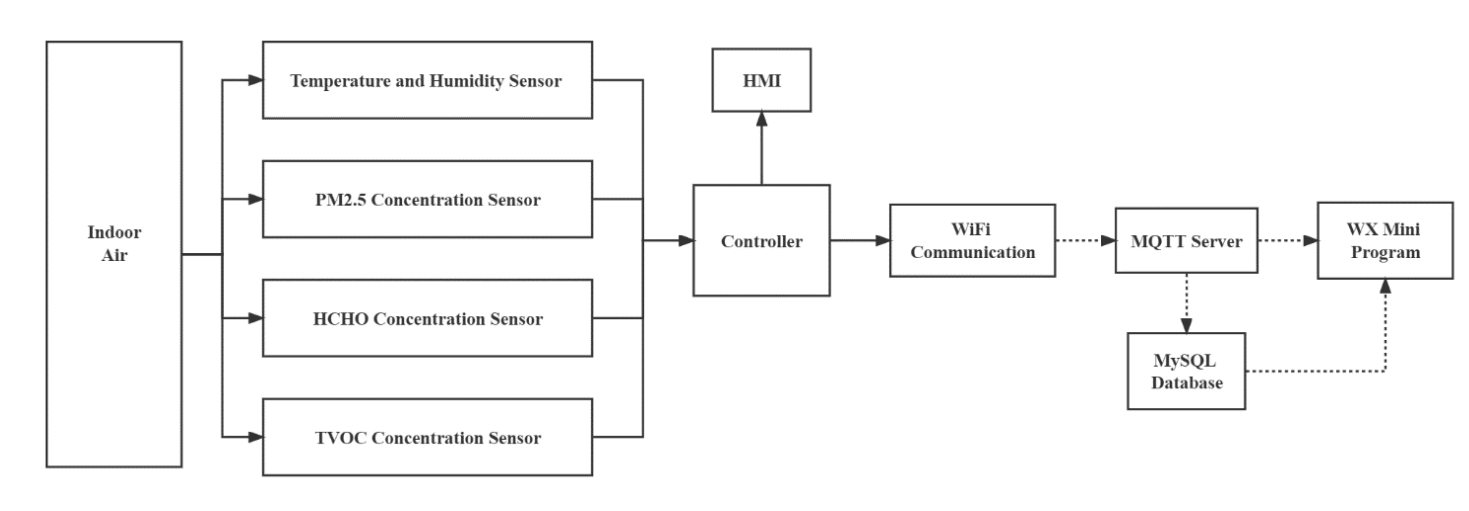 Indoor
Air
Temperature and Humidity Sensor
PM2.5 Concentration Sensor
HCHO Concentration Sensor
TVOC Concentration Sensor
HMI
Controller
WiFi
Communication
MQTT Server
WX Mini
Program
MySQL
Database